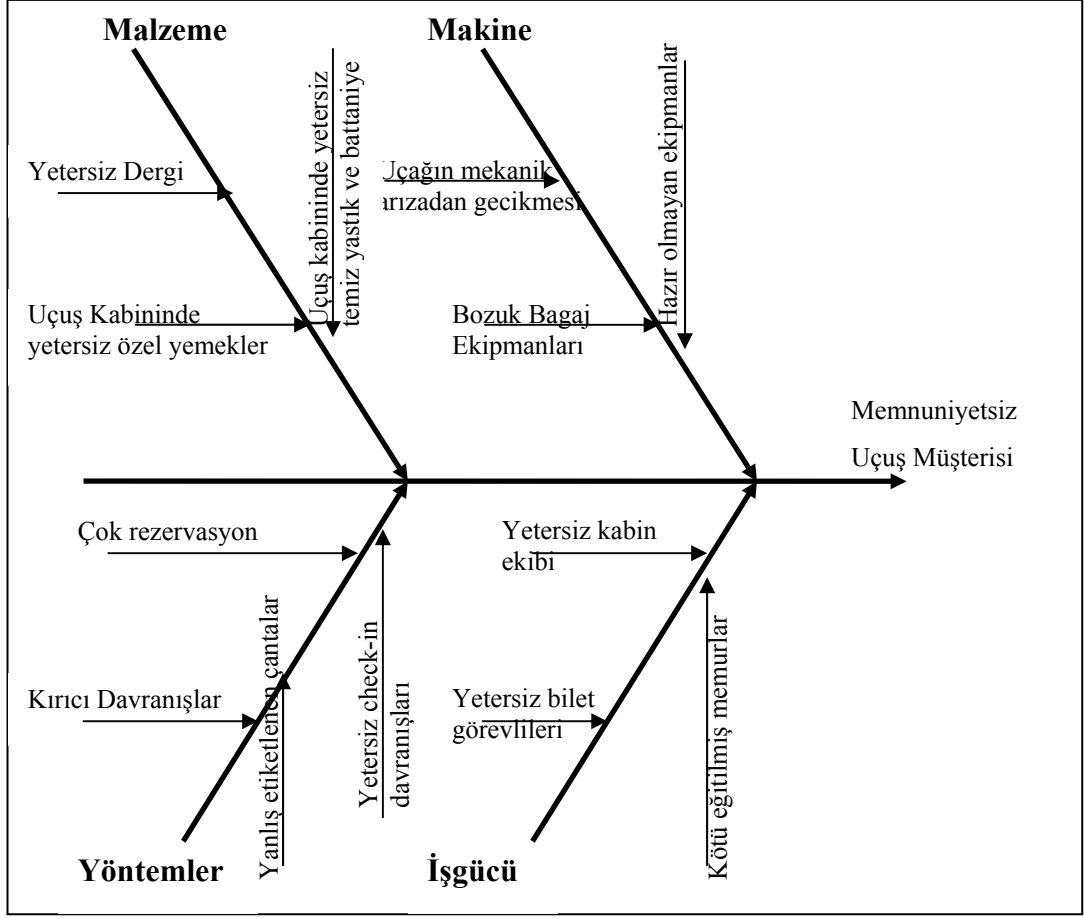 Malzeme
Makine
Uçuş kabininde yetersiz
temiz yastık ve battaniye
Hazır olmayan ekipmanlar
Yetersiz Dergi
Uçağın mekanik
arızadan gecikmesi
Uçuş Kabininde
yetersiz özel yemekler
Bozuk Bagaj
Ekipmanları
Memnuniyetsiz
Uçuş Müşterisi
Çok rezervasyon
Yetersiz kabin
ekibi
Yanlış etiketlenen çantalar
Yetersiz check-in
davranışları
Kötü eğitilmiş memurlar
Kırıcı Davranışlar
Yetersiz bilet
görevlileri
Yöntemler
İşgücü